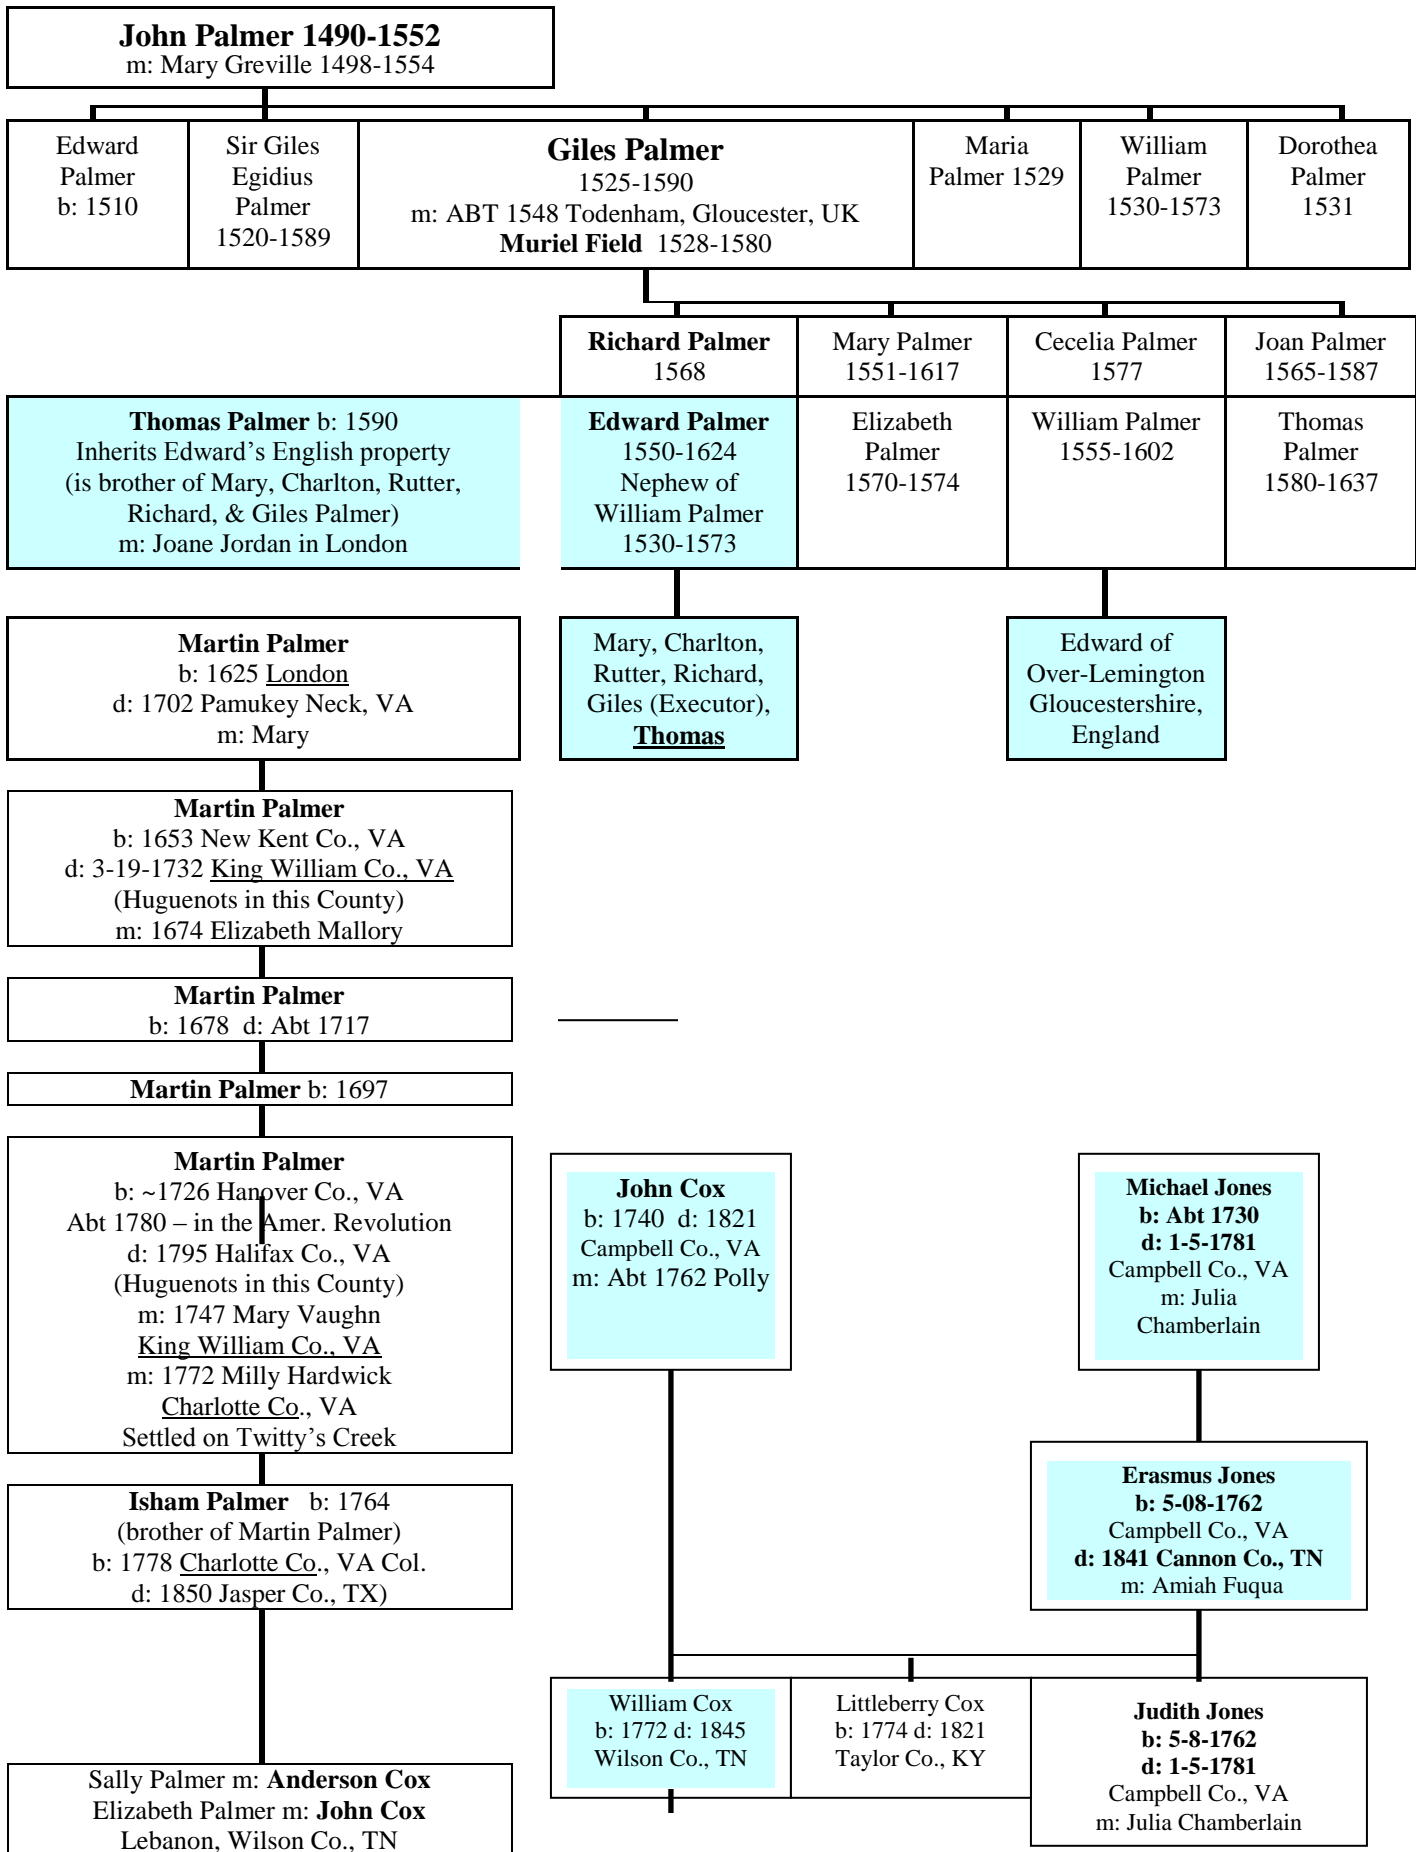 John Palmer 1490-1552
m: Mary Greville 1498-1554
Edward
Palmer
b: 1510
Sir Giles
Egidius
Palmer
1520-1589
Giles Palmer
1525-1590
m: ABT 1548 Todenham, Gloucester, UK
Muriel Field 1528-1580
Maria
Palmer 1529
William
Palmer
1530-1573
Dorothea
Palmer
1531
Richard Palmer
1568
Mary Palmer
1551-1617
Cecelia Palmer
1577
Joan Palmer
1565-1587
Thomas Palmer b: 1590
Inherits Edward’s English property
(is brother of Mary, Charlton, Rutter,
Richard, & Giles Palmer)
m: Joane Jordan in London
Edward Palmer
1550-1624
Nephew of
William Palmer
1530-1573
Elizabeth
Palmer
1570-1574
William Palmer
1555-1602
Thomas
Palmer
1580-1637
Martin Palmer
b: 1625 London
d: 1702 Pamukey Neck, VA
m: Mary
Mary, Charlton,
Rutter, Richard,
Giles (Executor),
Thomas
Edward of
Over-Lemington
Gloucestershire,
England
Martin Palmer
b: 1653 New Kent Co., VA
d: 3-19-1732 King William Co., VA
(Huguenots in this County)
m: 1674 Elizabeth Mallory
Martin Palmer
b: 1678 d: Abt 1717
Martin Palmer b: 1697
Martin Palmer
b: ~1726 Hanover Co., VA
Abt 1780 – in the Amer. Revolution
d: 1795 Halifax Co., VA
(Huguenots in this County)
m: 1747 Mary Vaughn
King William Co., VA
m: 1772 Milly Hardwick
Charlotte Co., VA
Settled on Twitty’s Creek
John Cox
b: 1740 d: 1821
Campbell Co., VA
m: Abt 1762 Polly
Michael Jones
b: Abt 1730
d: 1-5-1781
Campbell Co., VA
m: Julia
Chamberlain
Isham Palmer b: 1764
(brother of Martin Palmer)
b: 1778 Charlotte Co., VA Col.
d: 1850 Jasper Co., TX)
Erasmus Jones
b: 5-08-1762
Campbell Co., VA
d: 1841 Cannon Co., TN
m: Amiah Fuqua
William Cox
b: 1772 d: 1845
Wilson Co., TN
Littleberry Cox
b: 1774 d: 1821
Taylor Co., KY
Judith Jones
b: 5-8-1762
d: 1-5-1781
Campbell Co., VA
m: Julia Chamberlain
Sally Palmer m: Anderson Cox
Elizabeth Palmer m: John Cox
Lebanon, Wilson Co., TN